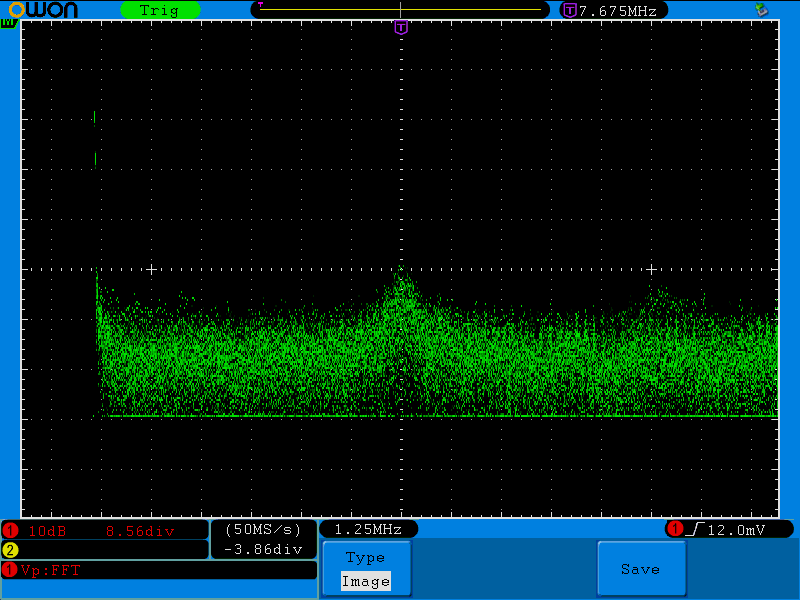 OWON
Trig
T
T 7.675MHz
T
1 10dB 8.56div
(50MS/s)
1.25MHz
1 12.0mV
2
-3.86div
1 Vp:FFT
Type
Image
Save